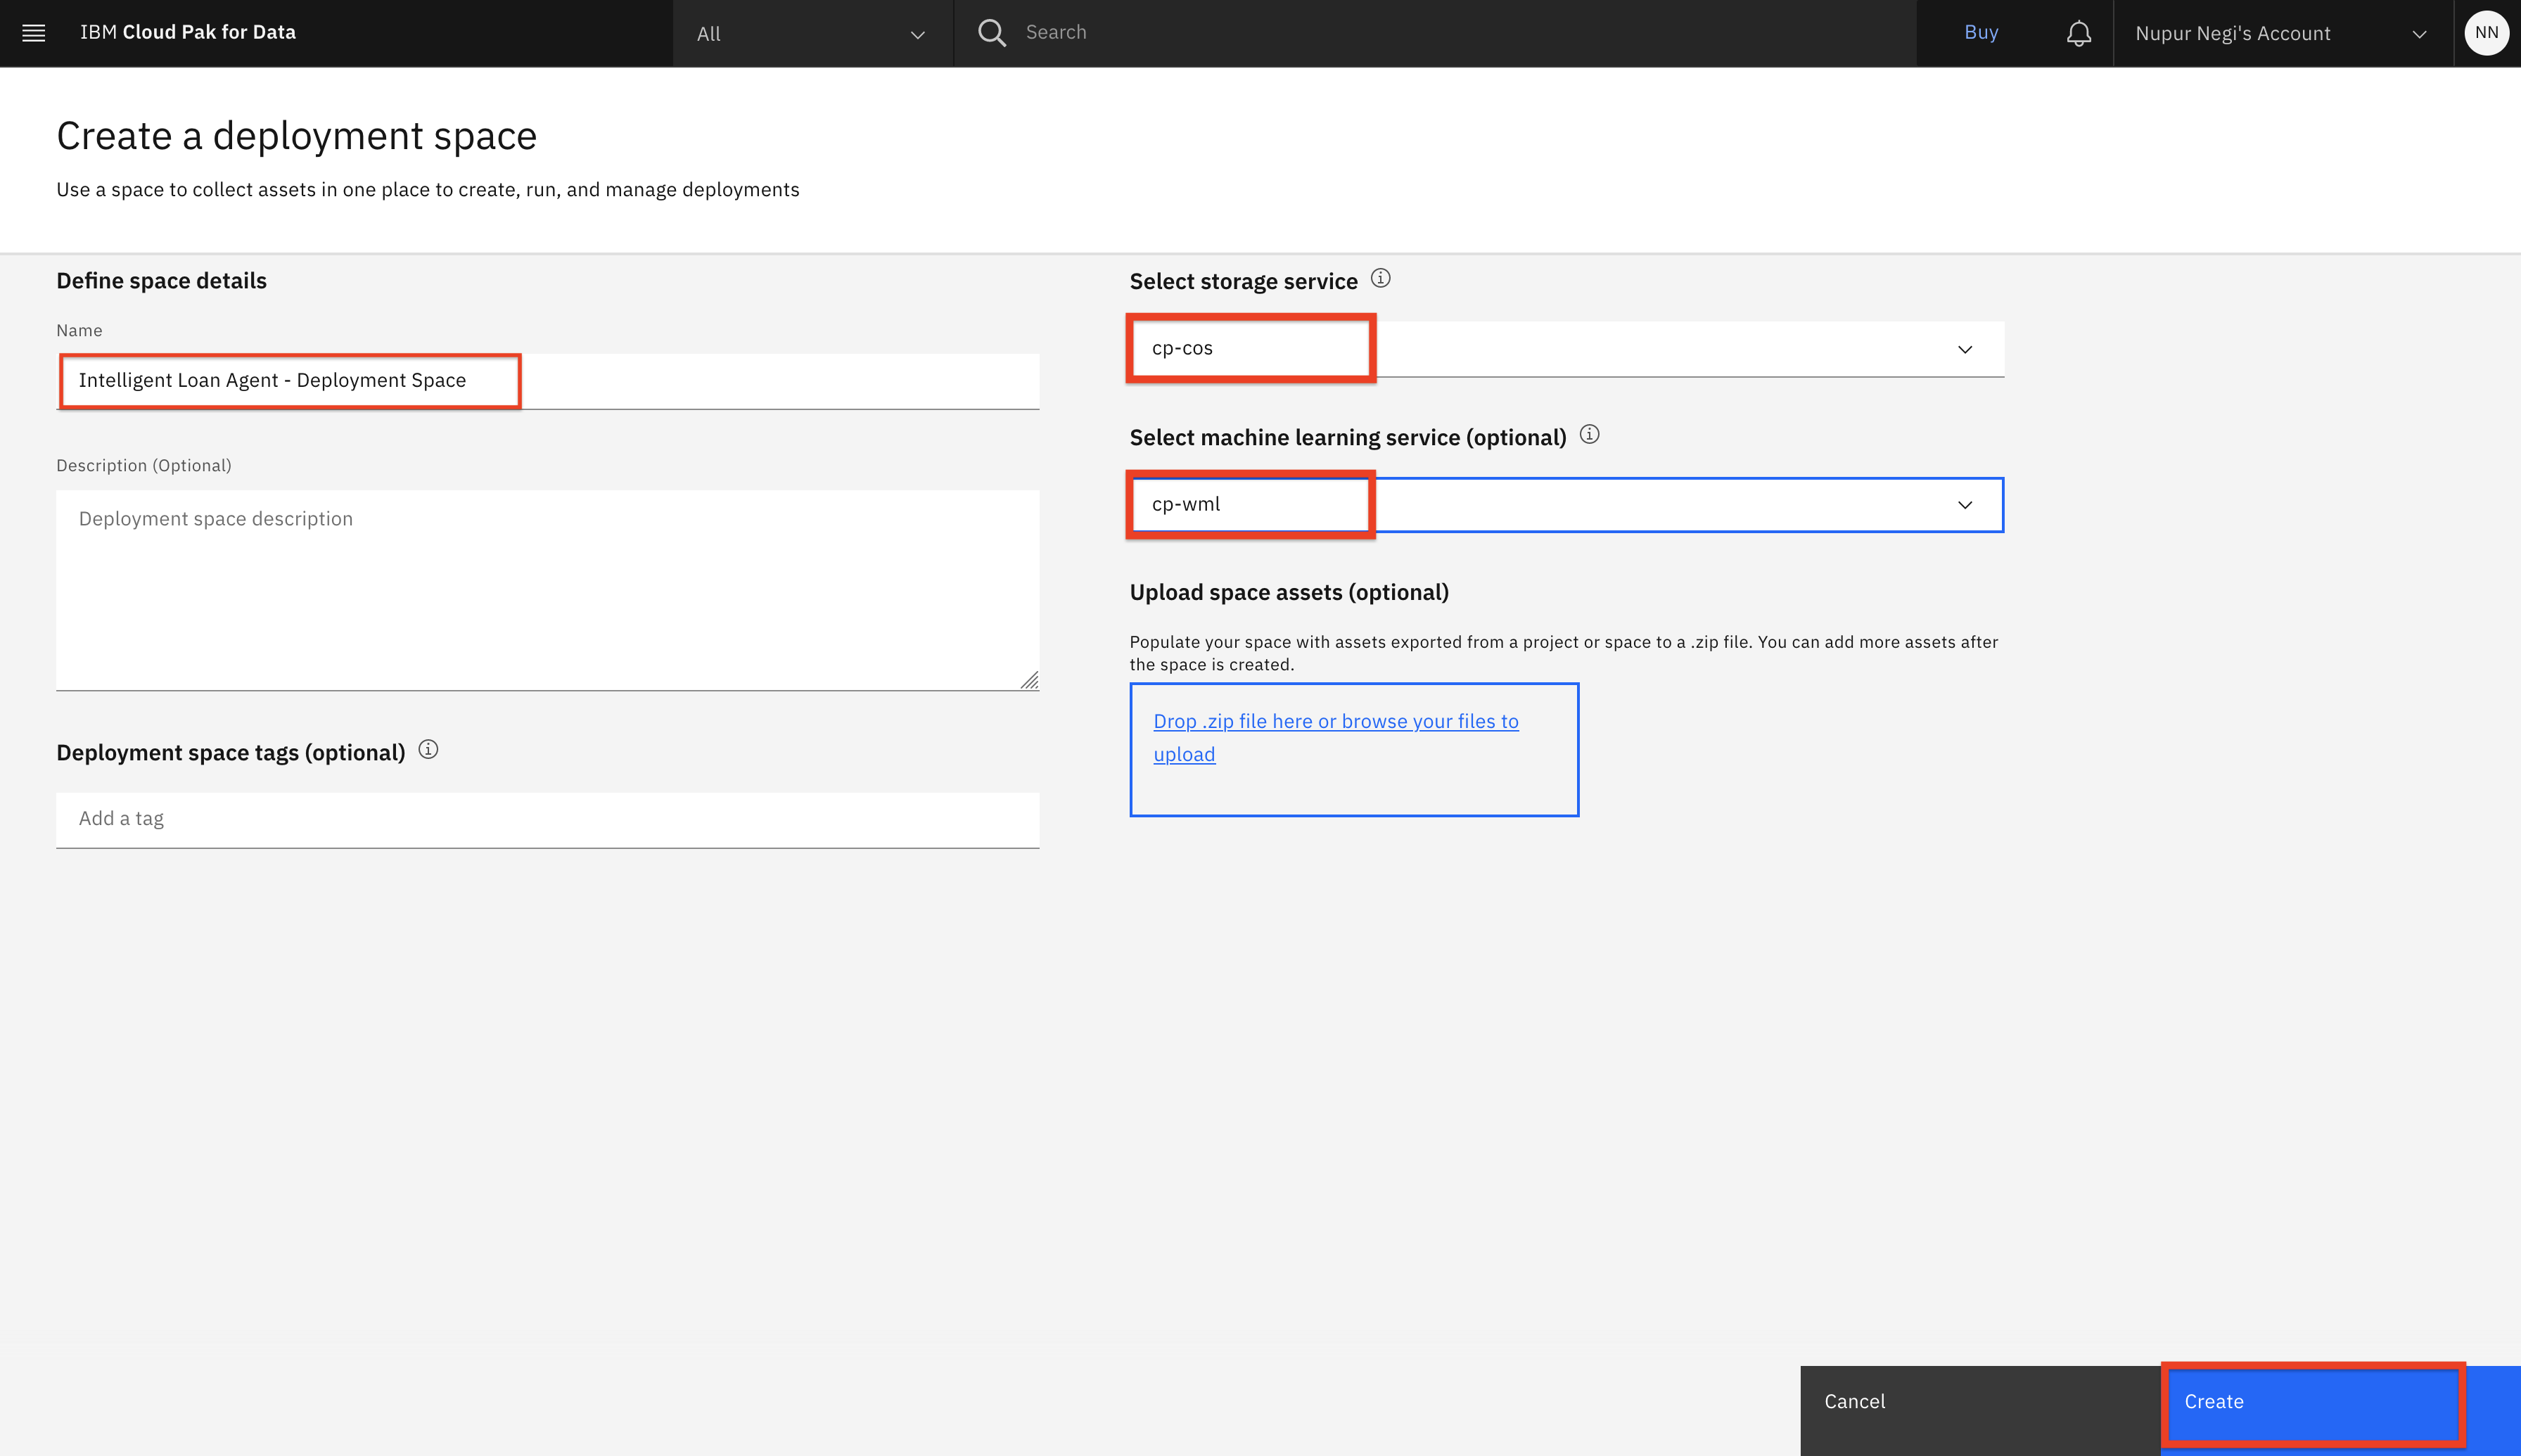 IBM Cloud Pak for Data
All
Search
Buy
Nupur Negi's Account
NN
Create a deployment space
Use a space to collect assets in one place to create, run, and manage deployments
Define space details
Name
Intelligent Loan Agent - Deployment Space
Description (Optional)
Deployment space description
Deployment space tags (optional)
Add a tag
Select storage service
cp-cos
Select machine learning service (optional)
cp-wml
Upload space assets (optional)
Populate your space with assets exported from a project or space to a .zip file. You can add more assets after
the space is created.
Drop .zip file here or browse your files to
upload
Cancel
Create